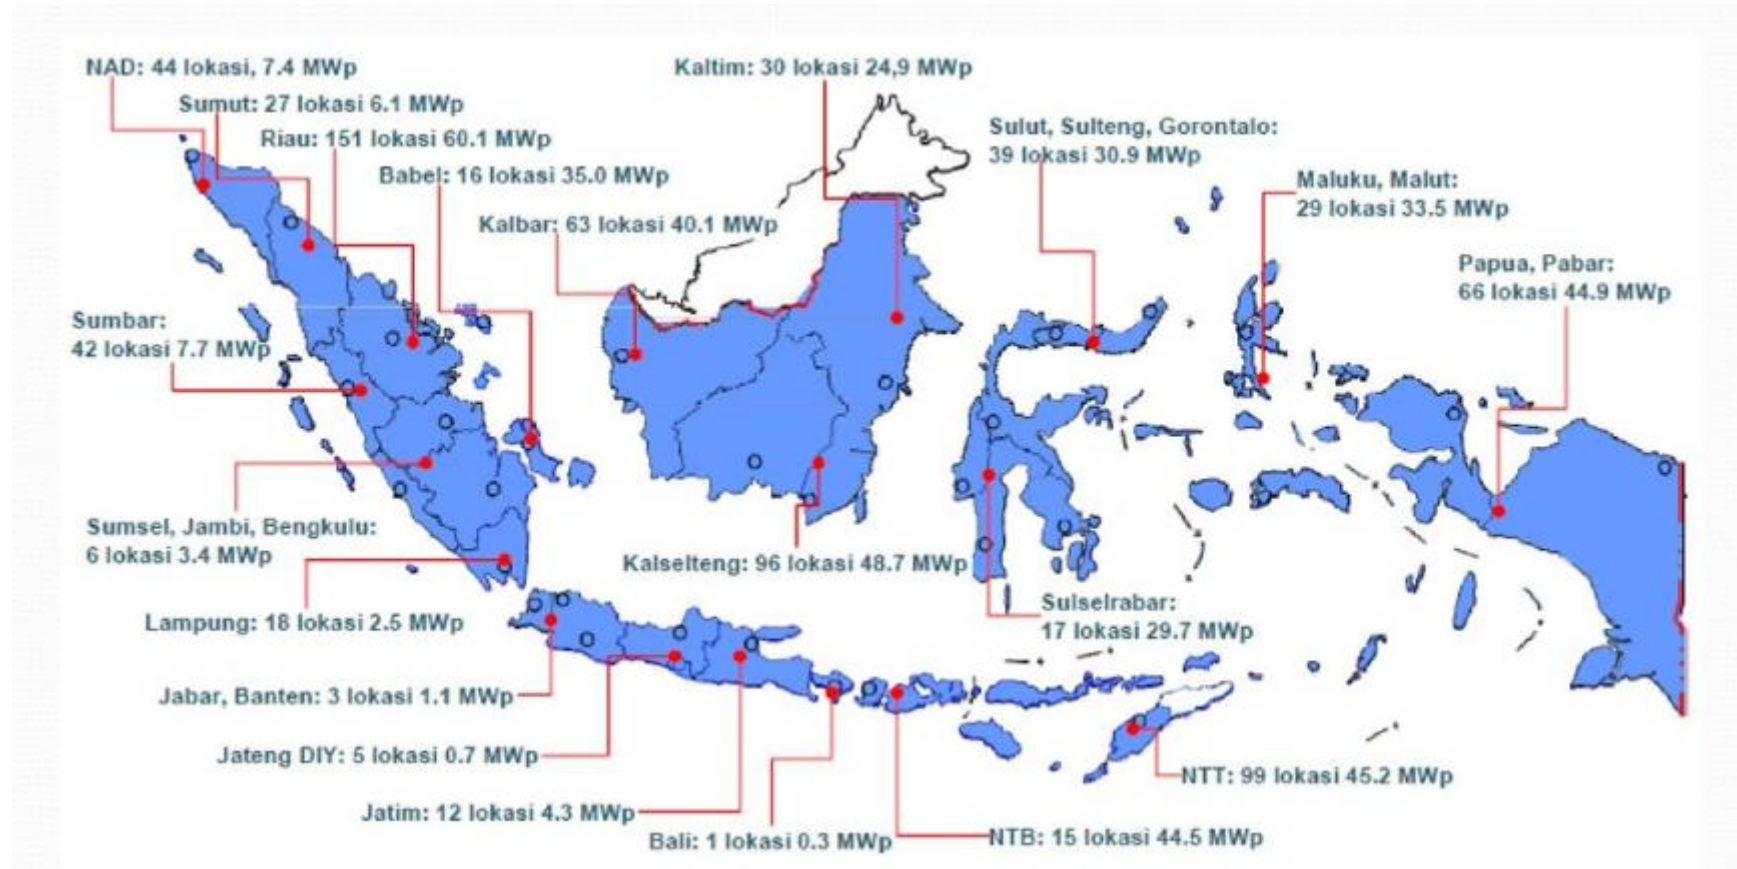 NAD: 44 lokasi, 7.4 MWp
Sumut: 27 lokasi 6.1 MWp
Riau: 151 lokasi 60.1 MWp
Babel: 16 lokasi 35.0 MWp
Kalbar: 63 lokasi 40.1 MWp
Kaltim: 30 lokasi 24,9 MWp
Sulut, Sulteng, Gorontalo:
39 lokasi 30.9 MWp
Maluku, Malut:
29 lokasi 33.5 MWp
Papua, Pabar:
66 lokasi 44.9 MWp
Sumbar:
42 lokasi 7.7 MWp
Sumsel, Jambi, Bengkulu:
6 lokasi 3.4 MWp
Kalselteng: 96 lokasi 48.7 MWp
Lampung: 18 lokasi 2.5 MWp
Sulselrabar:
17 lokasi 29.7 MWp
Jabar, Banten: 3 lokasi 1.1 MWp
Jateng DIY: 5 lokasi 0.7 MWp
NTT: 99 lokasi 45.2 MWp
Jatim: 12 lokasi 4.3 MWp
Bali: 1 lokasi 0.3 MWp
NTB: 15 lokasi 44.5 MWp